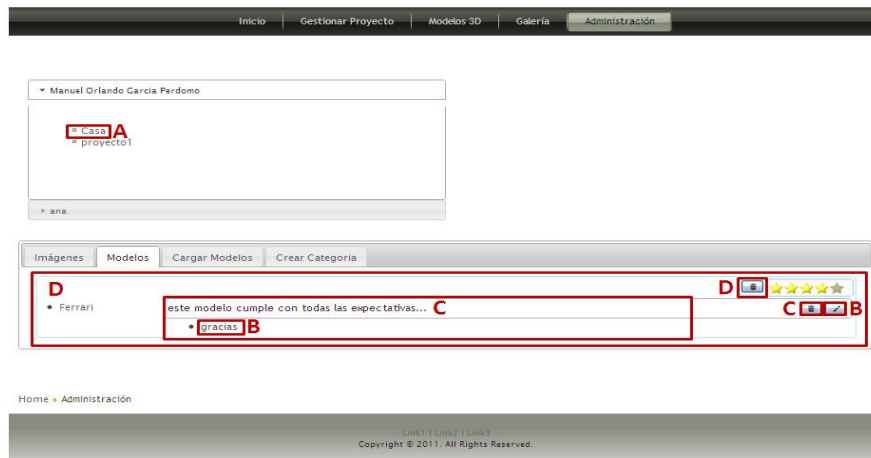 Inicio Gestionar Proyecto Modelos 3D Galería Administración
Manuel Orlando Garcia Perdomo
Casa A
proyecto1
ana
Imágenes Modelos Cargar Modelos Crear Categoria
D D
Ferrari este modelo cumple con todas las expectativas... C C B
gracias B
Home Administración
Link1 | Link2 | Link3
Copyright © 2011. All Rights Reserved.